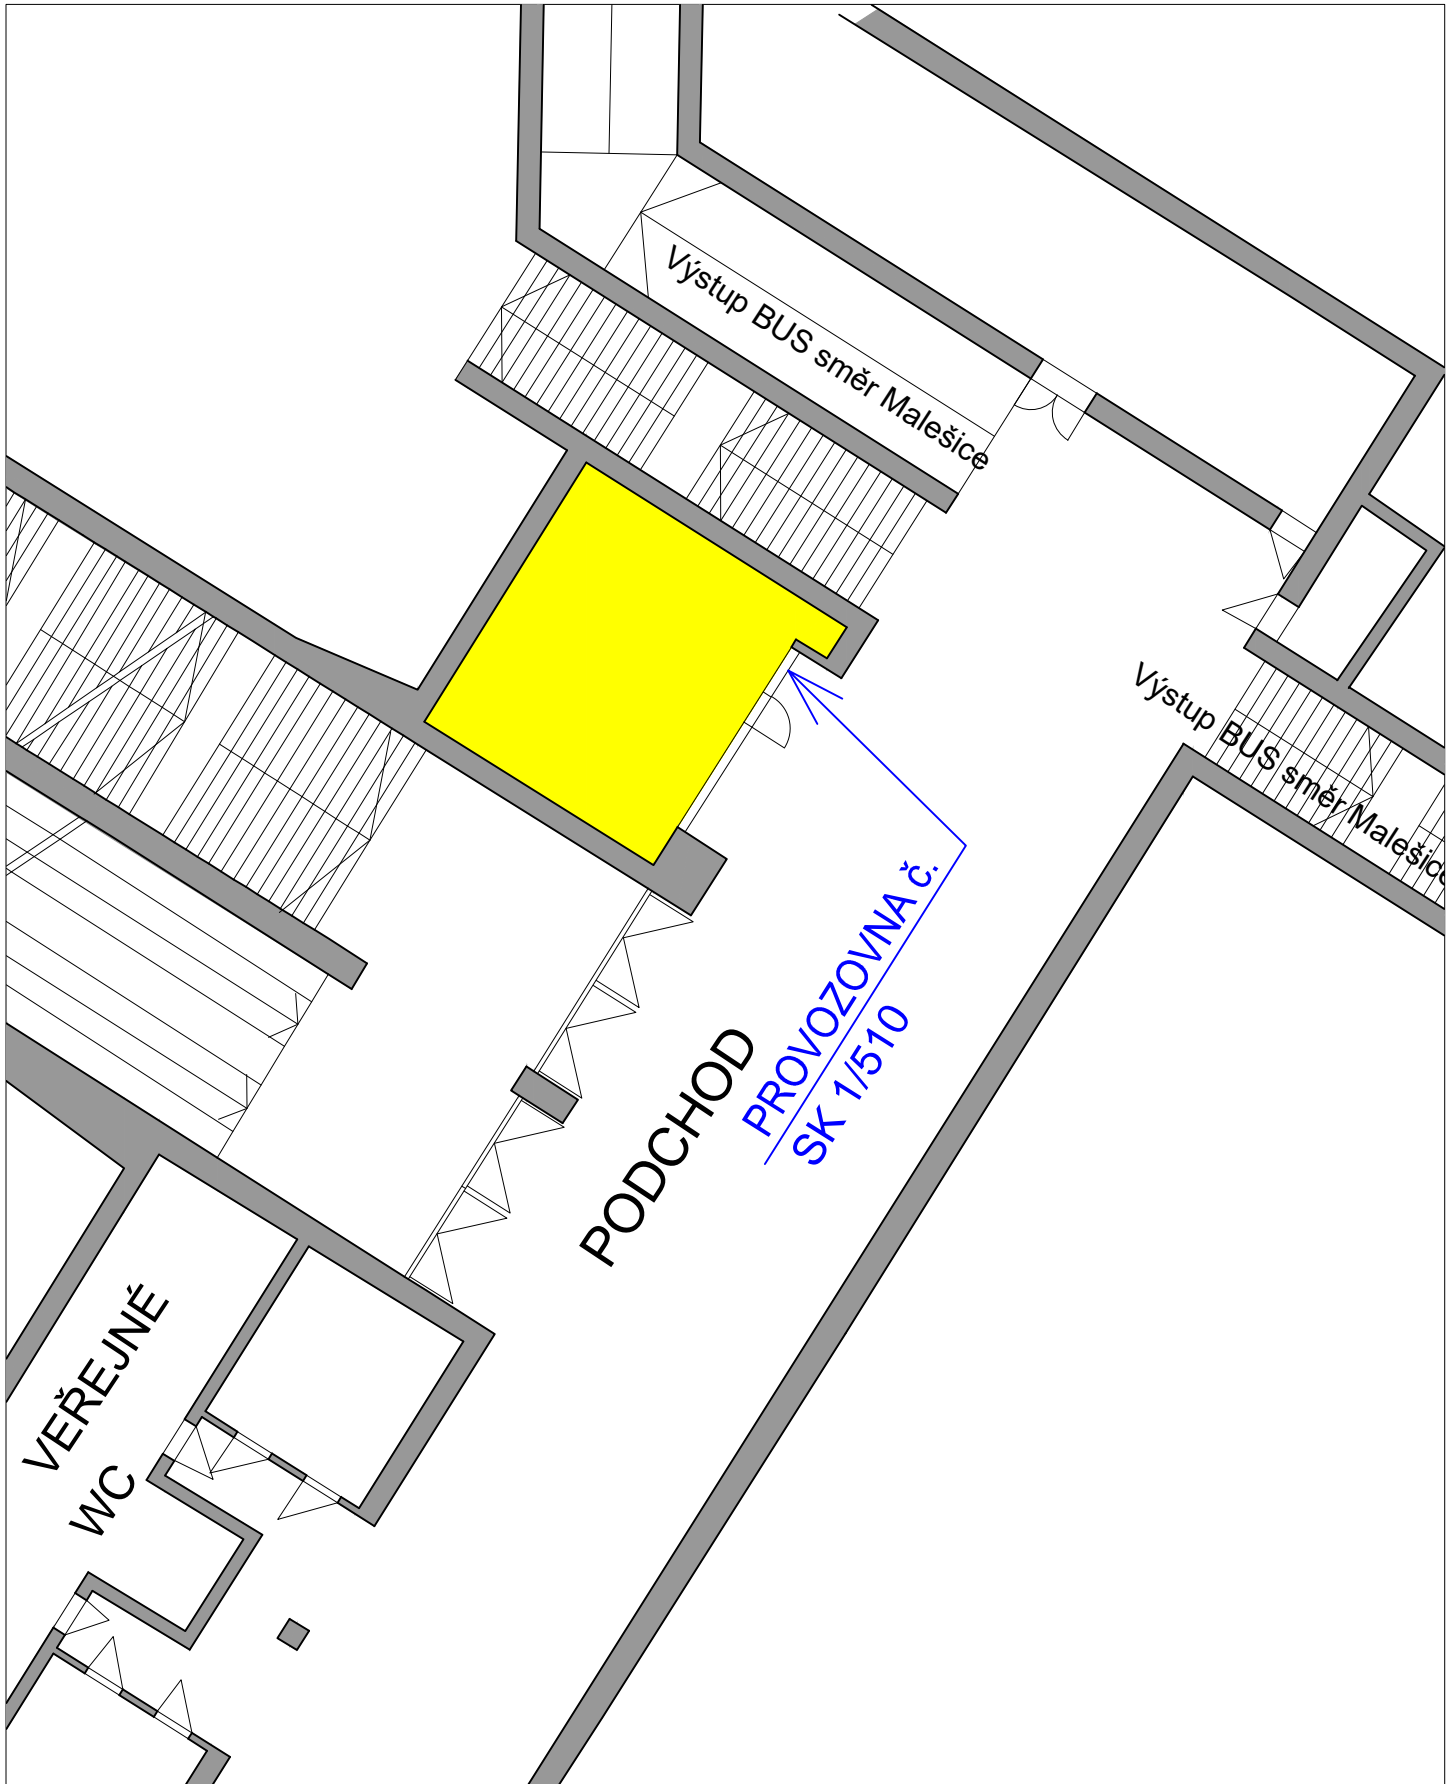 Výstup BUS směr Malešice
Výstup BUS směr Malešice
PROVOZOVNA č.
SK 1/510
PODCHOD
VEŘEJNÉ
WC